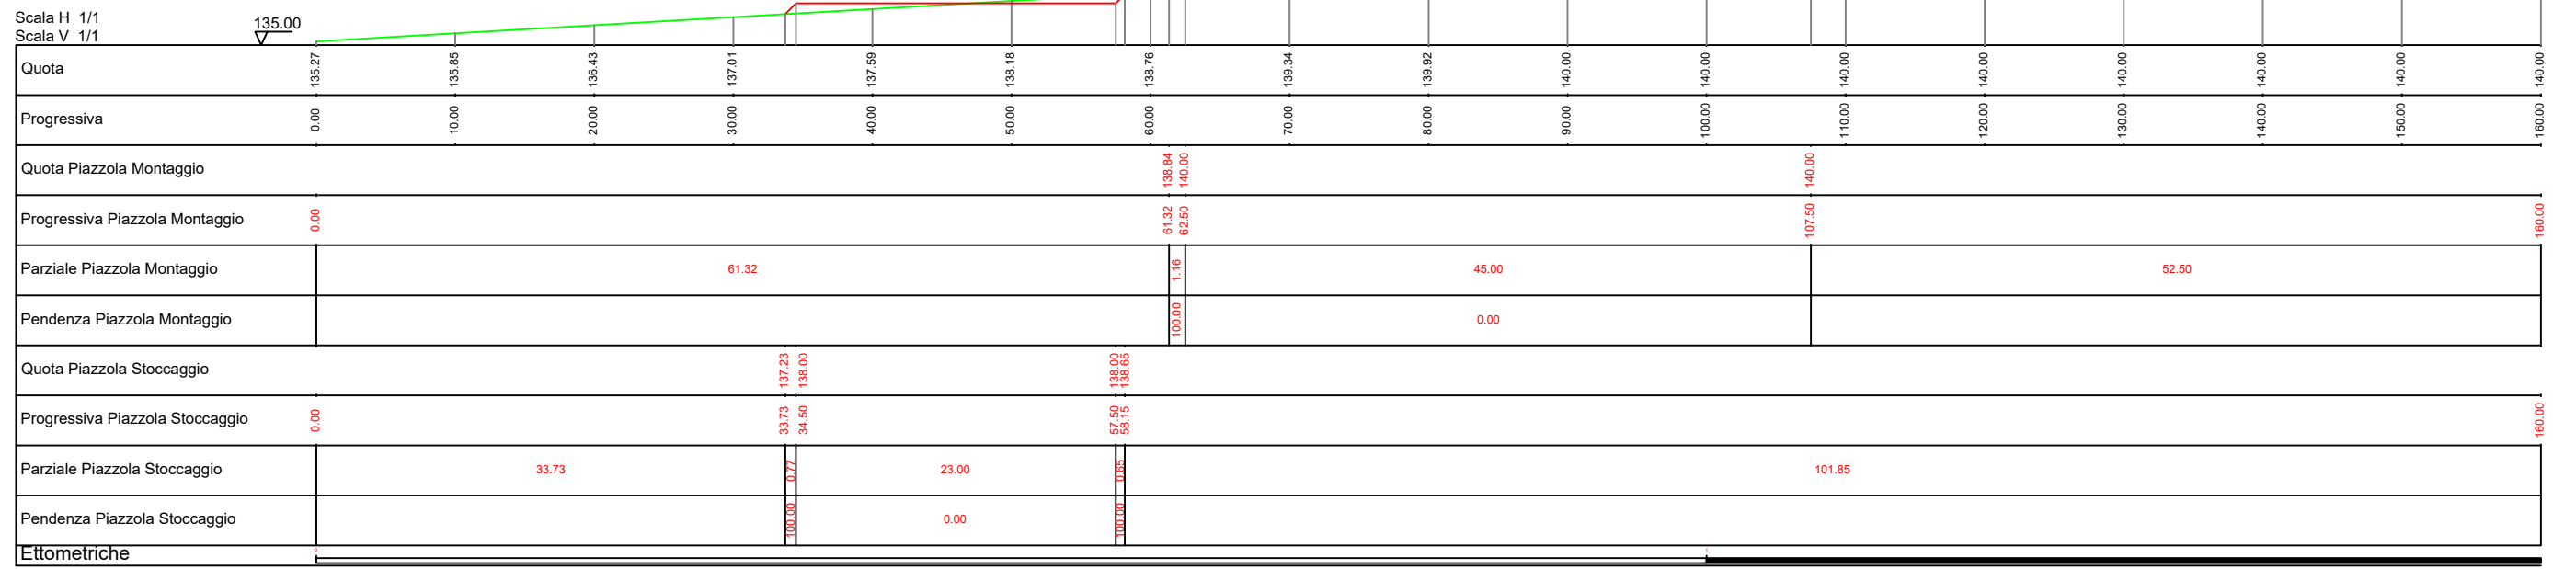 Scala H 1/1
Scala V 1/1
135.00
Quota 135.27 135.85 136.43 137.01 137.59 138.18 138.76 139.34 139.92 140.00 140.00 140.00 140.00 140.00 140.00 140.00 140.00
Progressiva 0.00 10.00 20.00 30.00 40.00 50.00 60.00 70.00 80.00 90.00 100.00 110.00 120.00 130.00 140.00 150.00 160.00
Quota Piazzola Montaggio 138.84 140.00 140.00
Progressiva Piazzola Montaggio 0.00 61.32 62.50 107.50 160.00
Parziale Piazzola Montaggio 61.32 1.16 45.00 52.50
Pendenza Piazzola Montaggio 100.00 0.00
Quota Piazzola Stoccaggio 137.23 138.00 138.00 138.65
Progressiva Piazzola Stoccaggio 0.00 33.73 34.50 57.50 58.15 160.00
Parziale Piazzola Stoccaggio 33.73 0.77 23.00 0.65 101.85
Pendenza Piazzola Stoccaggio 100.00 0.00 100.00
Ettometriche